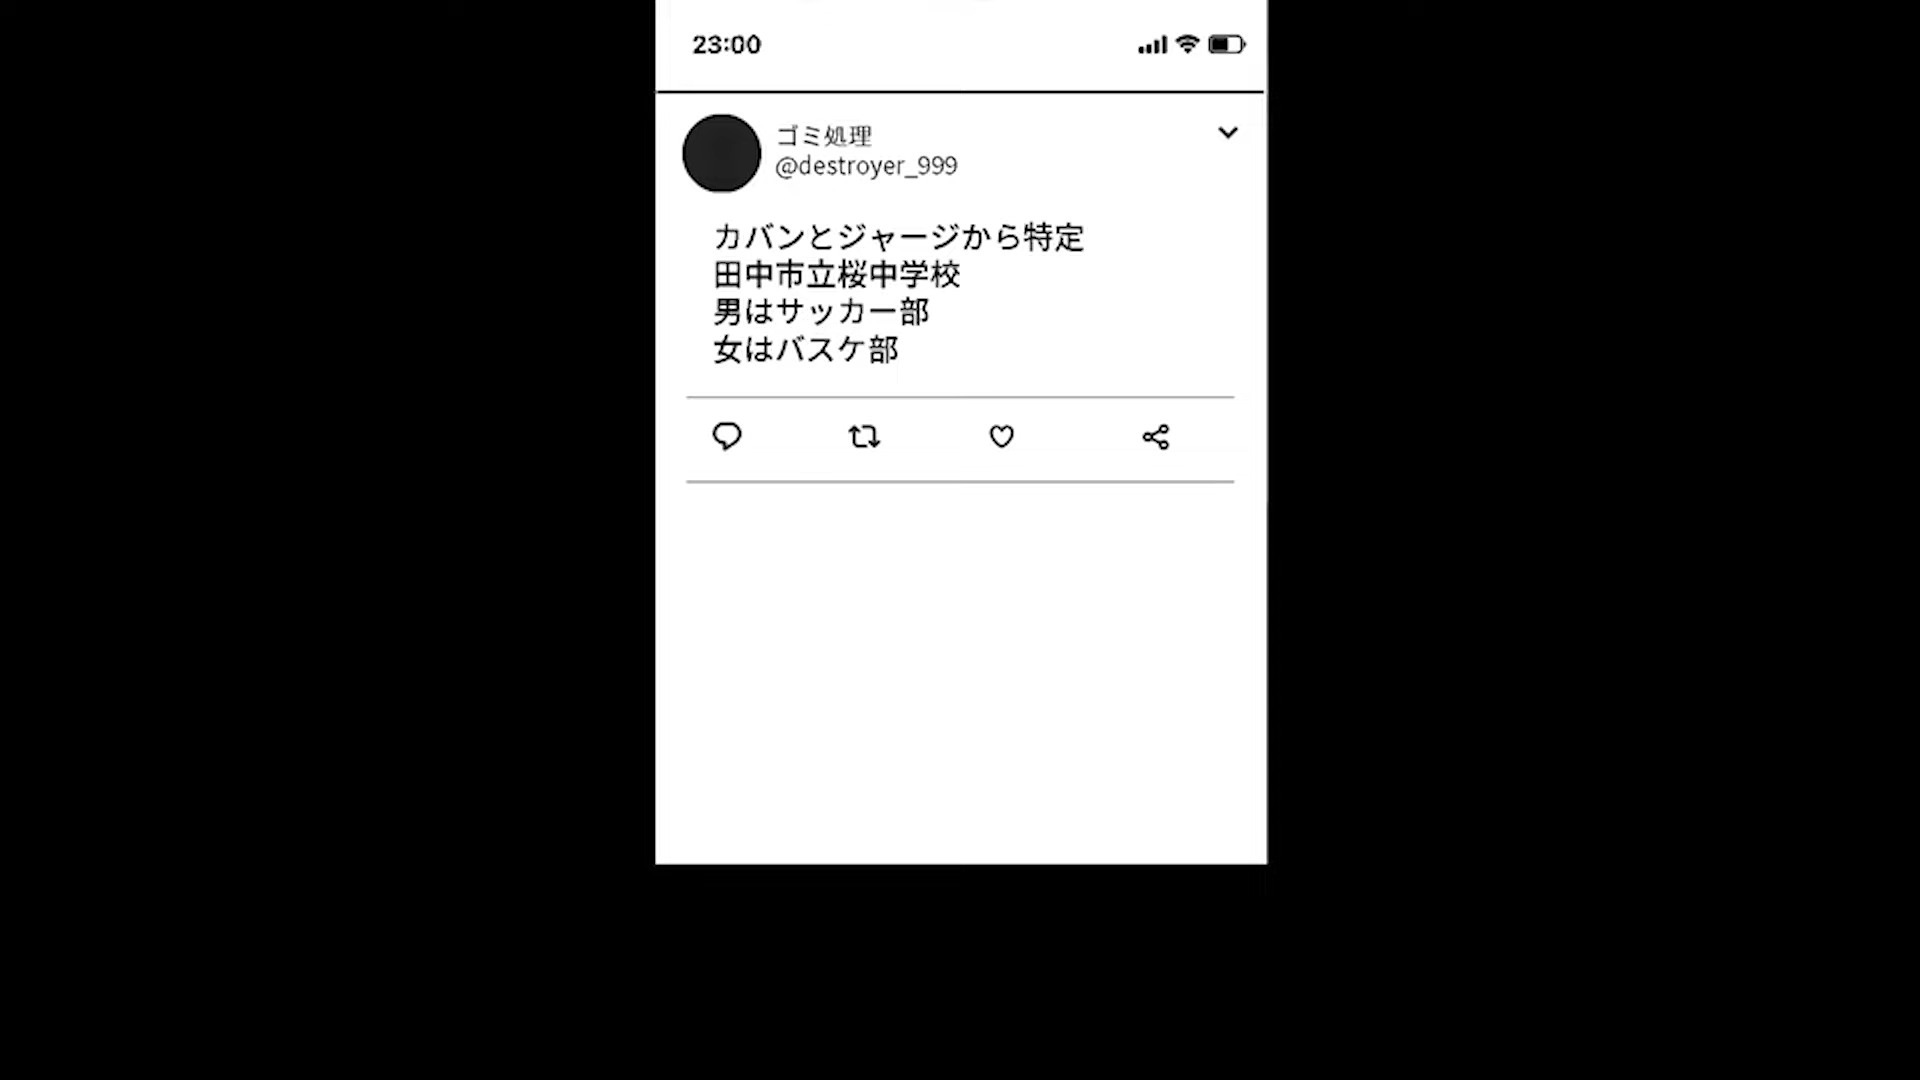 23:00
ゴミ処理
@destroyer_999
カバンとジャージから特定
田中市立桜中学校
男はサッカー部
女はバスケ部